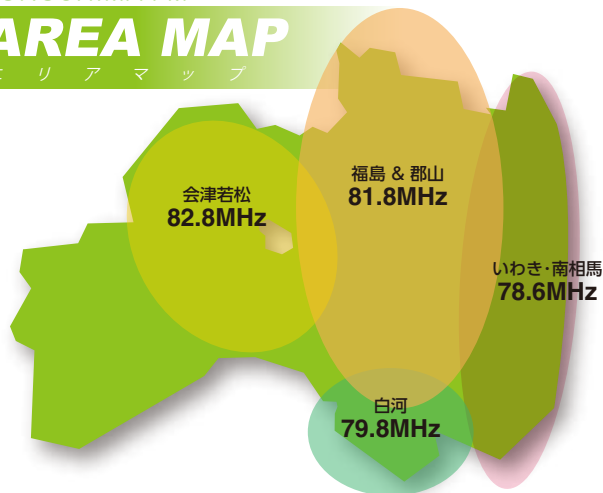 AREA MAP
エリアマップ
福島 & 郡山
81.8MHz
会津若松
82.8MHz
いわき・南相馬
78.6MHz
白河
79.8MHz